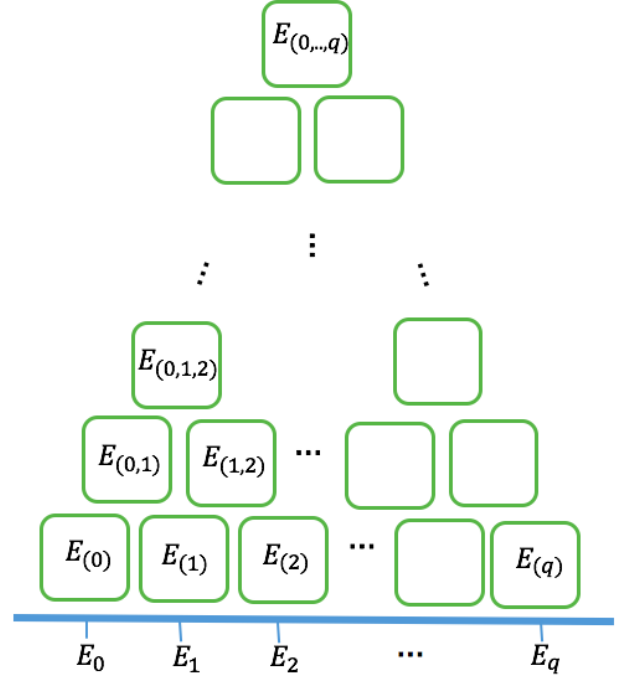 E(0,..,q)
⋮
⋮ ⋮
E(0,1,2)
E(0,1) E(1,2) ...
E(0) E(1) E(2) ... E(q)
E0 E1 E2 ... Eq